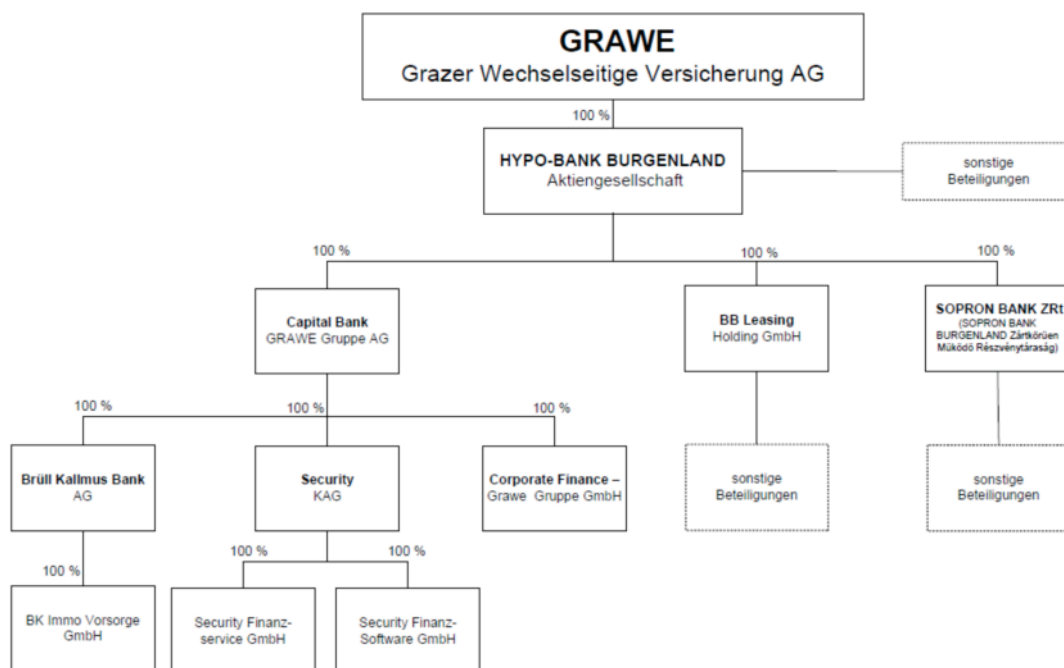 GRAWE
Grazer Wechselseitige Versicherung AG
100 %
HYPO-BANK BURGENLAND
Aktiengesellschaft
sonstige
Beteiligungen
100 %
100 %
100 %
Capital Bank
GRAWE Gruppe AG
BB Leasing
Holding GmbH
SOPRON BANK ZRt
(SOPRON BANK
BURGENLAND Zártkörüen
Müködö Részvénytáraság)
100 %
100 %
100 %
Brüll Kallmus Bank
AG
Security
KAG
Corporate Finance –
Grawe Gruppe GmbH
sonstige
Beteiligungen
sonstige
Beteiligungen
100 %
100 %
100 %
BK Immo Vorsorge
GmbH
Security Finanz-
service GmbH
Security Finanz-
Software GmbH